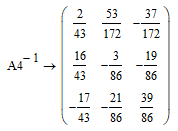 A4⁻¹ → ( 2/43 53/172 -37/172
16/43 -3/86 -19/86
-17/43 -21/86 39/86 )